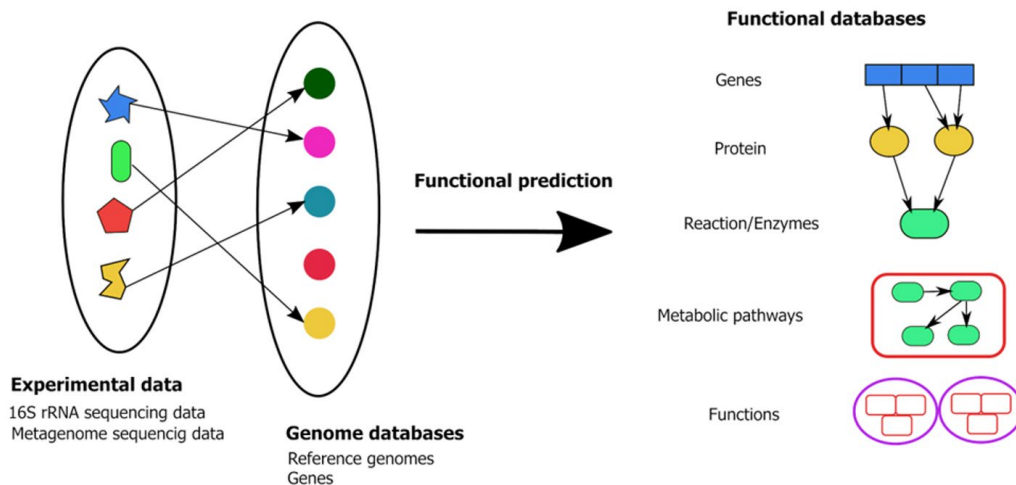 Functional databases
Genes
Protein
Functional prediction
Reaction/Enzymes
Metabolic pathways
Experimental data
16S rRNA sequencing data
Metagenome sequencig data
Genome databases
Reference genomes
Genes
Functions